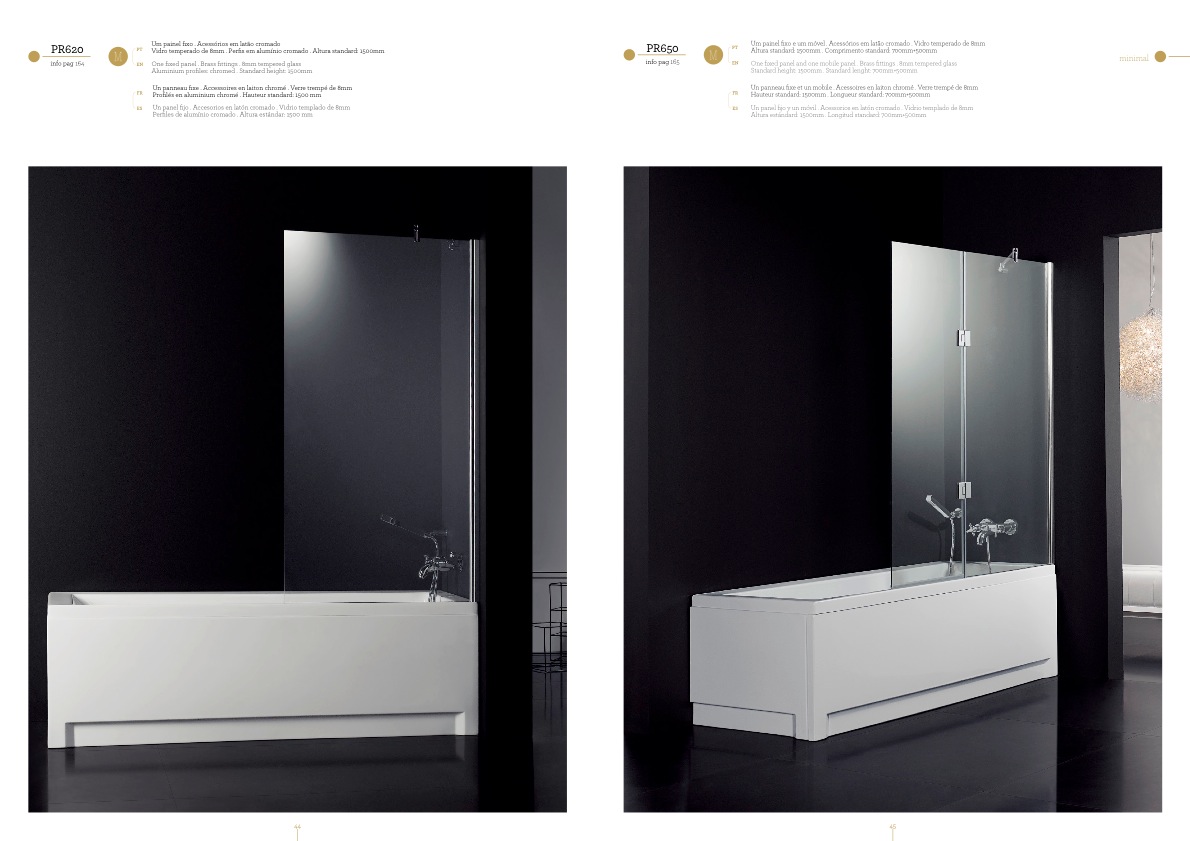 PR620
info pag 164
M
PT
Um painel fixo . Acessórios em latão cromado
Vidro temperado de 8mm . Perfis em alumínio cromado . Altura standard: 1500mm
EN
One fixed panel . Brass fittings . 8mm tempered glass
Aluminium profiles: chromed . Standard height: 1500mm
FR
Un panneau fixe . Accessoires en laiton chromé . Verre trempé de 8mm
Profilés en aluminium chromé . Hauteur standard: 1500 mm
ES
Un panel fijo . Accesorios en latón cromado . Vidrio templado de 8mm
Perfiles de alumínio cromado . Altura estándar: 1500 mm
44
PR650
info pag 165
M
PT
Um painel fixo e um móvel . Acessórios em latão cromado . Vidro temperado de 8mm
Altura standard: 1500mm . Comprimento standard: 700mm+500mm
EN
One fixed panel and one mobile panel . Brass fittings . 8mm tempered glass
Standard height: 1500mm . Standard lenght: 700mm+500mm
FR
Un panneau fixe et un mobile . Accessoires en laiton chromé . Verre trempé de 8mm
Hauteur standard: 1500mm . Longueur standard: 700mm+500mm
ES
Un panel fijo y un móvil . Accesorios en latón cromado . Vidrio templado de 8mm
Altura estándard: 1500mm . Longitud standard: 700mm+500mm
minimal
45